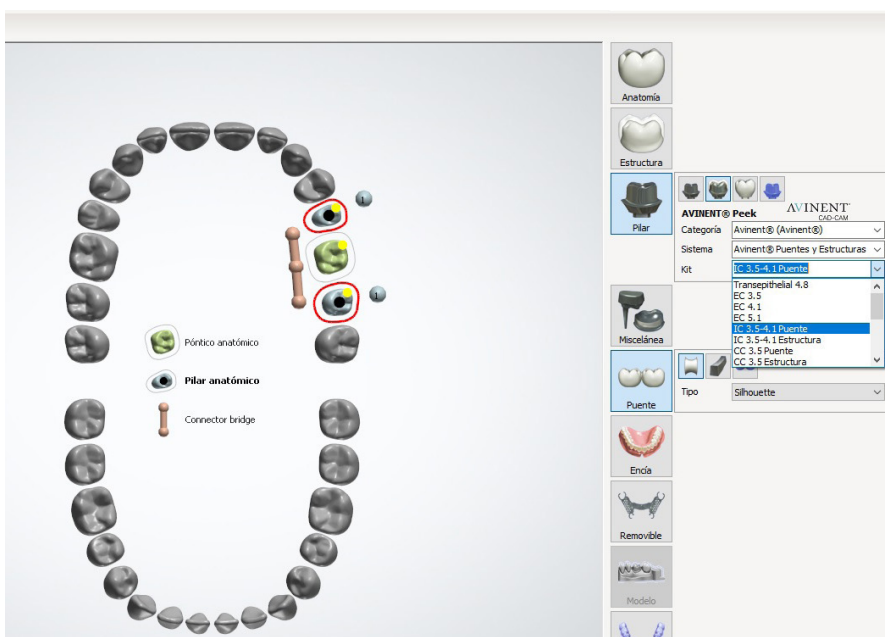 Anatomía
Estructura
Pilar
AVINENT® Peek
AVINENT®
CAD-CAM
Categoría
Avinent® (Avinent®)
Sistema
Avinent® Puentes y Estructuras
Kit
IC 3.5-4.1 Puente
Transepithelial 4.8
EC 3.5
EC 4.1
EC 5.1
IC 3.5-4.1 Puente
IC 3.5-4.1 Estructura
CC 3.5 Puente
CC 3.5 Estructura
Miscelánea
Puente
Tipo
Silhouette
Encía
Removible
Modelo
1
1
Póntico anatómico
Pilar anatómico
Connector bridge